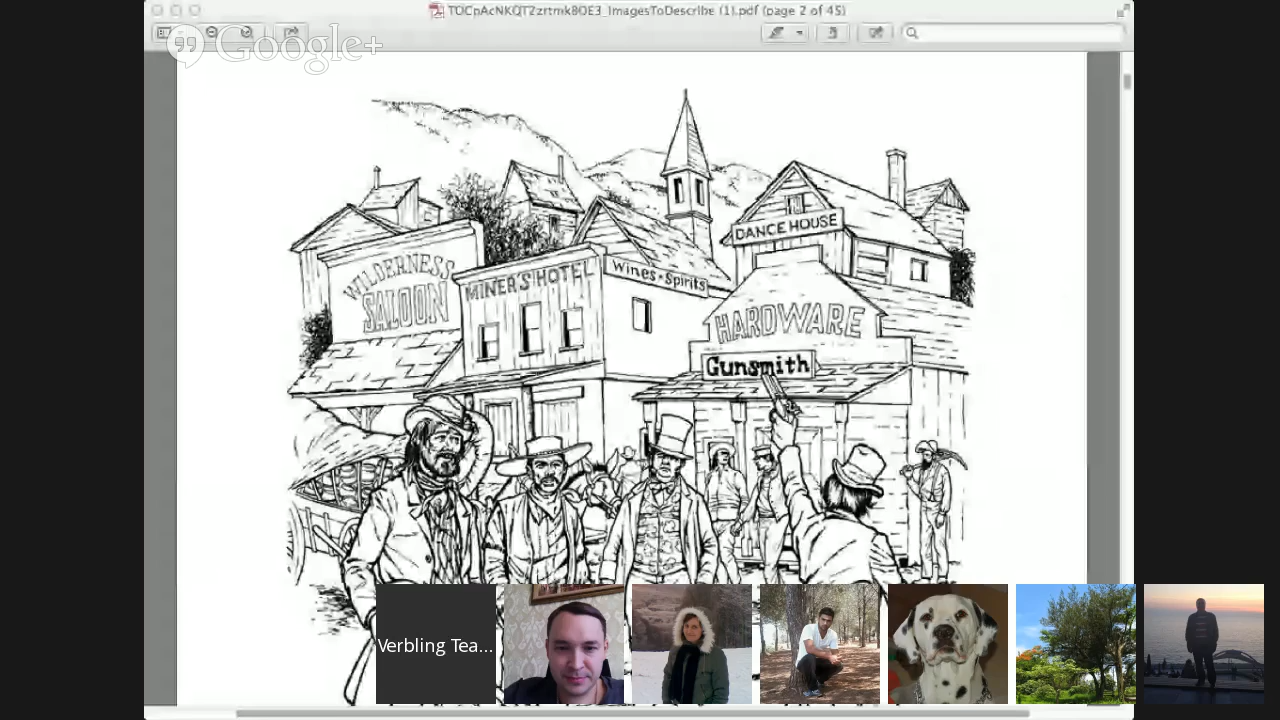 TUCpAcNKQT2zrtmk8OE3_ImagesToDescribe (1).pdf (page 2 of 45)
Google+
DANCE HOUSE
WILDERNESS
SALOON
MINER'S HOTEL
Wines • Spirits
HARDWARE
Gunsmith
Verbling Tea...